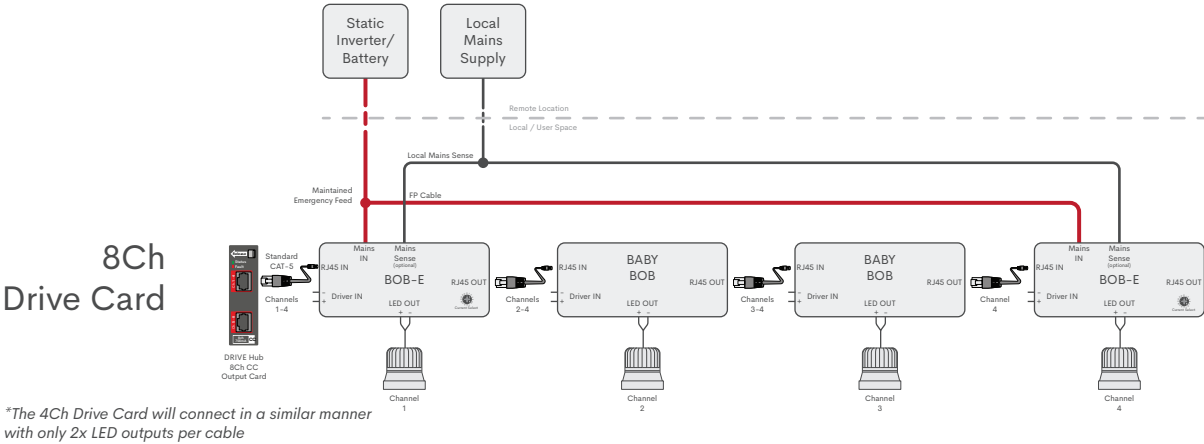 Static
Inverter/
Battery
Local
Mains
Supply
Remote Location
Local / User Space
Local Mains Sense
Maintained
Emergency Feed
FP Cable
8Ch
Drive Card
Status
Fault
DRIVE Hub
8Ch CC
Output Card
Standard
CAT-5
Channels
1-4
Mains
IN
Mains
Sense
(optional)
RJ45 IN
BOB-E
RJ45 OUT
Driver IN
− +
LED OUT
+ −
Current Select
Channel
1
Channels
2-4
BABY
BOB
RJ45 IN
RJ45 OUT
Driver IN
− +
LED OUT
+ −
Channel
2
Channels
3-4
BABY
BOB
RJ45 IN
RJ45 OUT
Driver IN
− +
LED OUT
+ −
Channel
3
Channel
4
Mains
IN
Mains
Sense
(optional)
RJ45 IN
BOB-E
RJ45 OUT
Driver IN
− +
LED OUT
+ −
Current Select
Channel
4
*The 4Ch Drive Card will connect in a similar manner
with only 2x LED outputs per cable